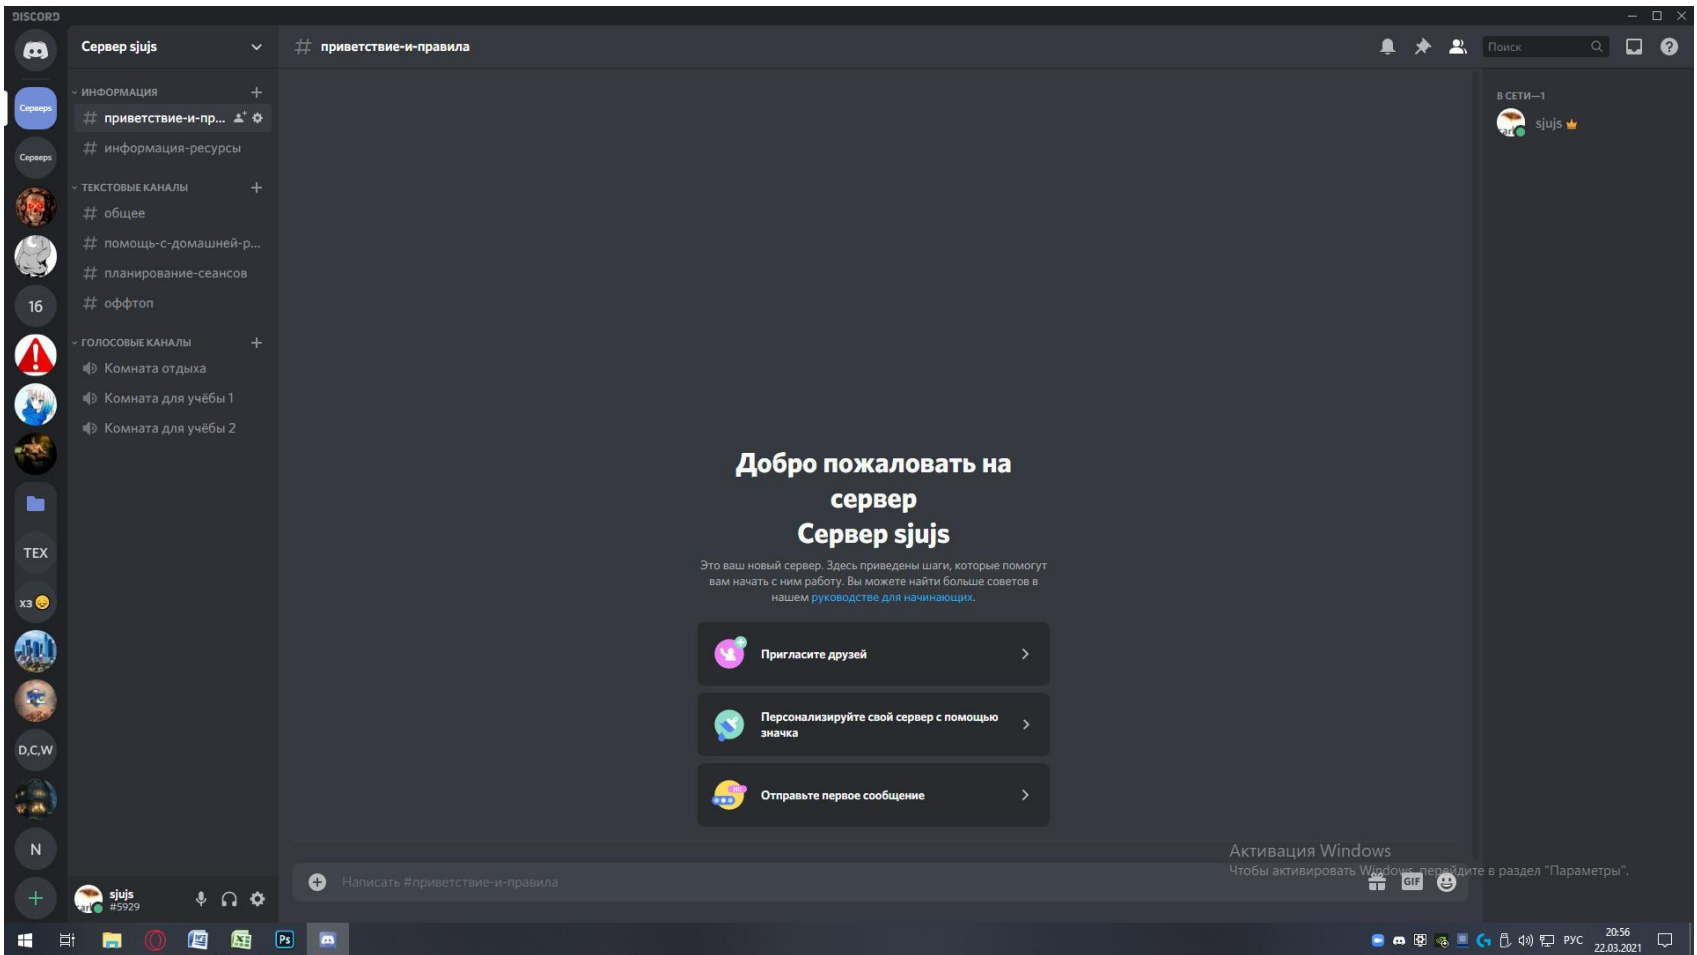 DISCORD
Сервер sjujs
приветствие-и-правила
Поиск
Серверs
Серверs
16
TEX
хз
D,C,W
N
ИНФОРМАЦИЯ
приветствие-и-пр...
информация-ресурсы
ТЕКСТОВЫЕ КАНАЛЫ
общее
помощь-с-домашней-р...
планирование-сеансов
оффтоп
ГОЛОСОВЫЕ КАНАЛЫ
Комната отдыха
Комната для учёбы 1
Комната для учёбы 2
sjujs
#5929
Добро пожаловать на
сервер
Сервер sjujs
Это ваш новый сервер. Здесь приведены шаги, которые помогут
вам начать с ним работу. Вы можете найти больше советов в
нашем руководстве для начинающих.
Пригласите друзей
Персонализируйте свой сервер с помощью
значка
Отправьте первое сообщение
Написать #приветствие-и-правила
GIF
В СЕТИ—1
sjujs
Активация Windows
Чтобы активировать Windows, перейдите в раздел "Параметры".
Ps
РУС
20:56
22.03.2021